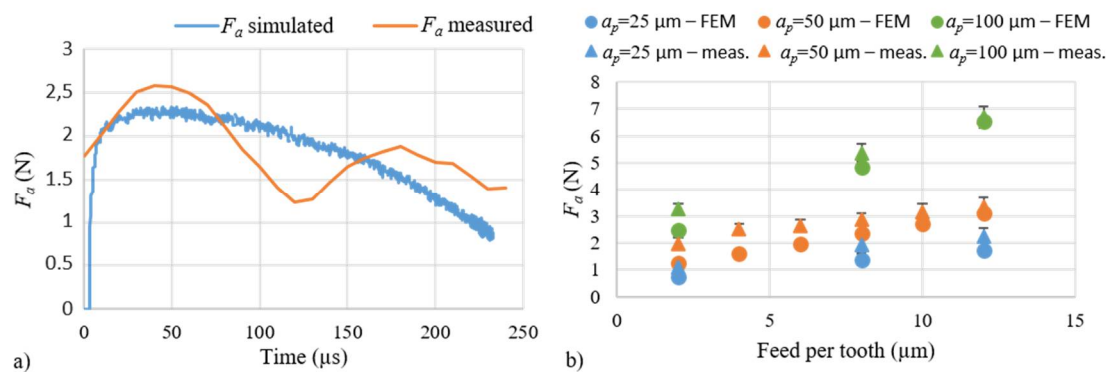 Fa simulated
Fa measured
3
2,5
2
1.5
1
0.5
0
Fa (N)
0
50
100
150
200
250
Time (µs)
a)
ap=25 µm – FEM
ap=50 µm – FEM
ap=100 µm – FEM
ap=25 µm – meas.
ap=50 µm – meas.
ap=100 µm – meas.
8
7
6
5
4
3
2
1
0
Fa (N)
0
5
10
15
Feed per tooth (µm)
b)